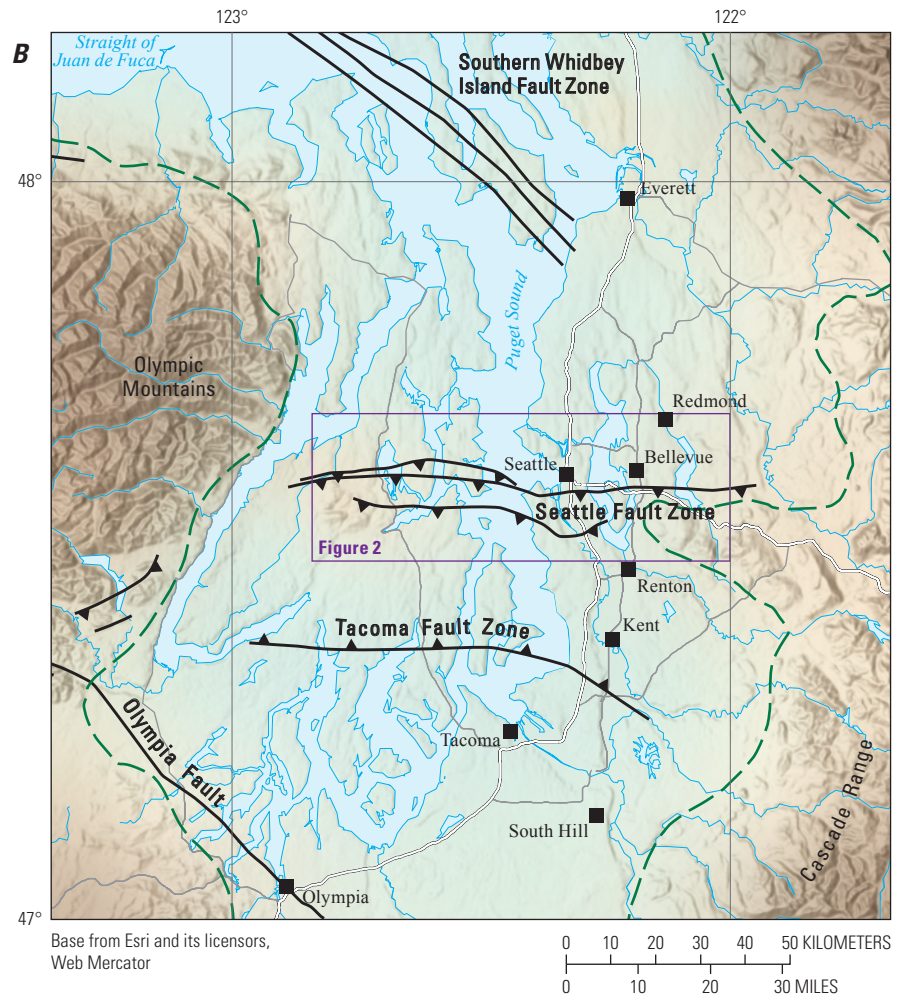 123°
122°
B
Straight of
Juan de Fuca
Southern Whidbey
Island Fault Zone
48°
Everett
Puget Sound
Olympic
Mountains
Redmond
Seattle
Bellevue
Seattle Fault Zone
Figure 2
Renton
Kent
Tacoma Fault Zone
Olympia Fault
Tacoma
South Hill
Cascade Range
Olympia
47°
Base from Esri and its licensors,
Web Mercator
0 10 20 30 40 50 KILOMETERS
0 10 20 30 MILES